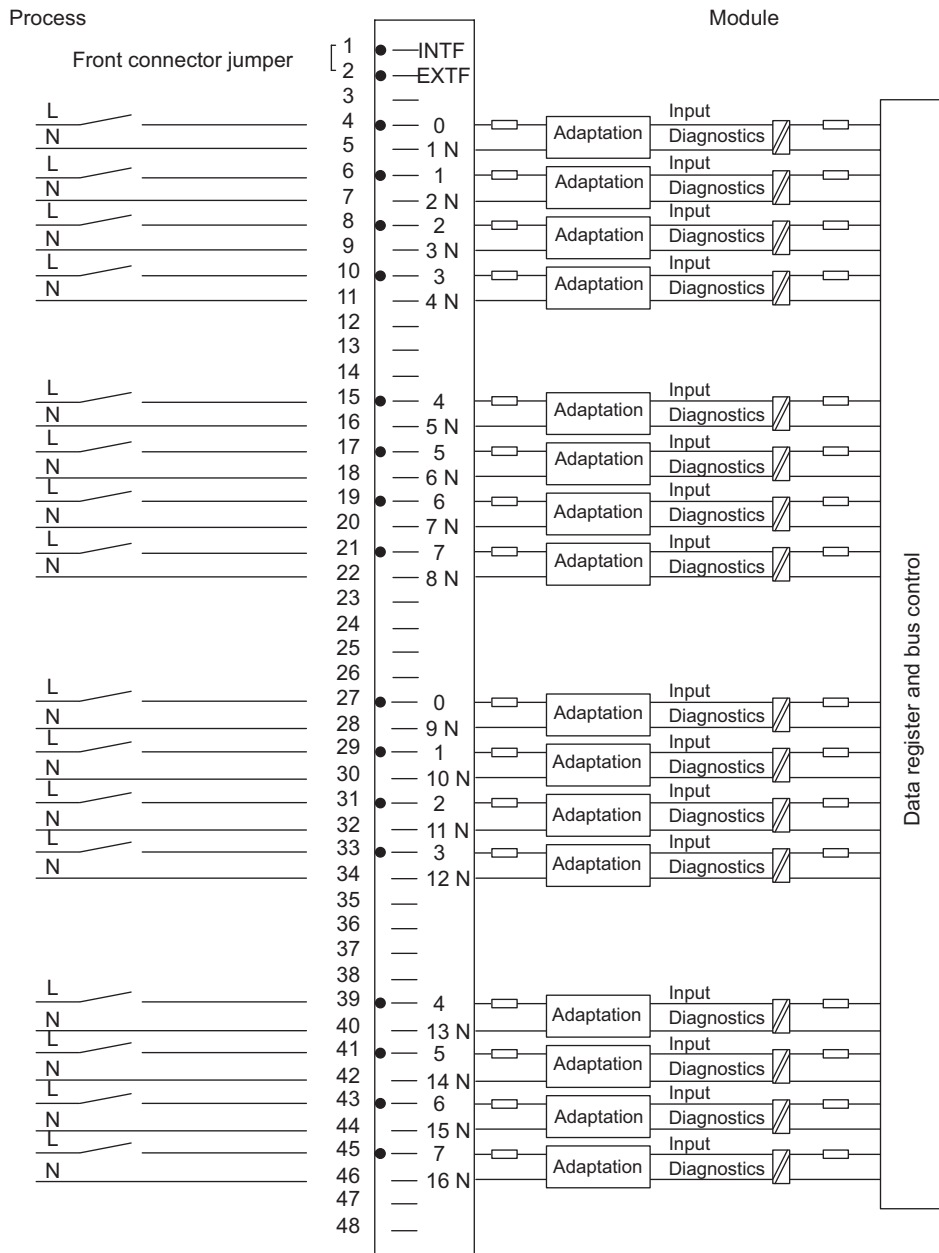 Process Module
Front connector jumper 1 INTF
2 EXTF
3
L 4 0 Adaptation Input
N 5 1 N Diagnostics
L 6 1 Adaptation Input
N 7 2 N Diagnostics
L 8 2 Adaptation Input
N 9 3 N Diagnostics
L 10 3 Adaptation Input
N 11 4 N Diagnostics
12
13
14
L 15 4 Adaptation Input
N 16 5 N Diagnostics
L 17 5 Adaptation Input
N 18 6 N Diagnostics
L 19 6 Adaptation Input
N 20 7 N Diagnostics
L 21 7 Adaptation Input
N 22 8 N Diagnostics
23
24
25
26
L 27 0 Adaptation Input
N 28 9 N Diagnostics
L 29 1 Adaptation Input
N 30 10 N Diagnostics
L 31 2 Adaptation Input
N 32 11 N Diagnostics
L 33 3 Adaptation Input
N 34 12 N Diagnostics
35
36
37
38
L 39 4 Adaptation Input
N 40 13 N Diagnostics
L 41 5 Adaptation Input
N 42 14 N Diagnostics
L 43 6 Adaptation Input
N 44 15 N Diagnostics
L 45 7 Adaptation Input
N 46 16 N Diagnostics
47
48
Data register and bus control